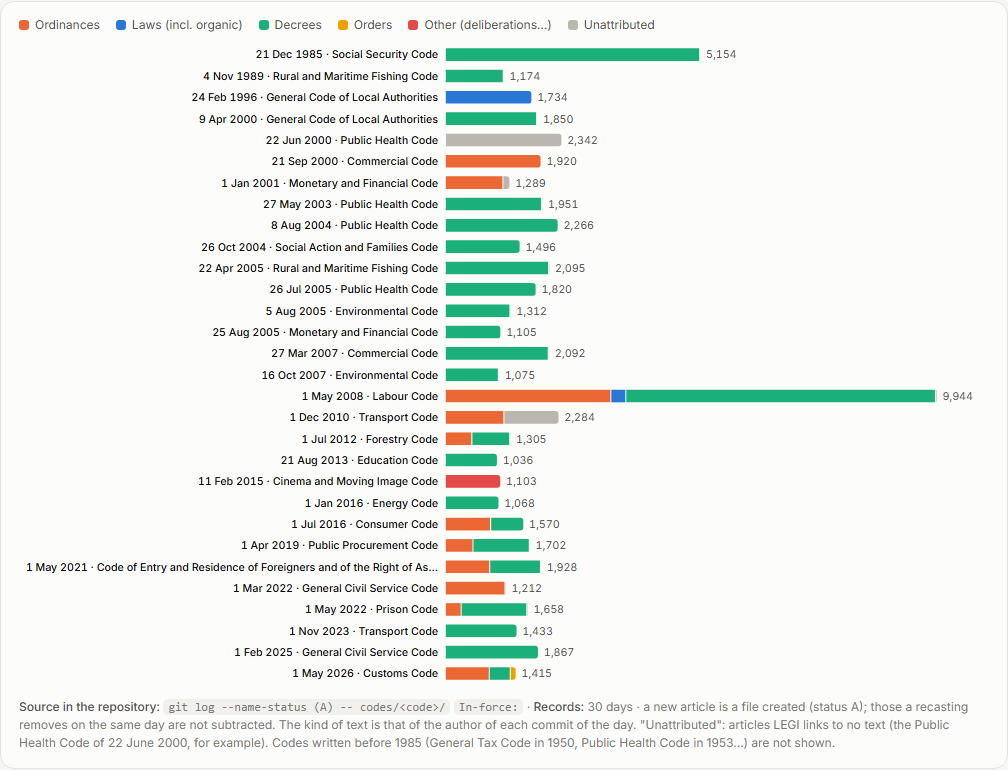 Ordinances Laws (incl. organic) Decrees Orders Other (deliberations...) Unattributed
21 Dec 1985 · Social Security Code 5,154
4 Nov 1989 · Rural and Maritime Fishing Code 1,174
24 Feb 1996 · General Code of Local Authorities 1,734
9 Apr 2000 · General Code of Local Authorities 1,850
22 Jun 2000 · Public Health Code 2,342
21 Sep 2000 · Commercial Code 1,920
1 Jan 2001 · Monetary and Financial Code 1,289
27 May 2003 · Public Health Code 1,951
8 Aug 2004 · Public Health Code 2,266
26 Oct 2004 · Social Action and Families Code 1,496
22 Apr 2005 · Rural and Maritime Fishing Code 2,095
26 Jul 2005 · Public Health Code 1,820
5 Aug 2005 · Environmental Code 1,312
25 Aug 2005 · Monetary and Financial Code 1,105
27 Mar 2007 · Commercial Code 2,092
16 Oct 2007 · Environmental Code 1,075
1 May 2008 · Labour Code 9,944
1 Dec 2010 · Transport Code 2,284
1 Jul 2012 · Forestry Code 1,305
21 Aug 2013 · Education Code 1,036
11 Feb 2015 · Cinema and Moving Image Code 1,103
1 Jan 2016 · Energy Code 1,068
1 Jul 2016 · Consumer Code 1,570
1 Apr 2019 · Public Procurement Code 1,702
1 May 2021 · Code of Entry and Residence of Foreigners and of the Right of As... 1,928
1 Mar 2022 · General Civil Service Code 1,212
1 May 2022 · Prison Code 1,658
1 Nov 2023 · Transport Code 1,433
1 Feb 2025 · General Civil Service Code 1,867
1 May 2026 · Customs Code 1,415
Source in the repository: git log --name-status (A) -- codes/<code>/ In-force: · Records: 30 days · a new article is a file created (status A); those a recasting
removes on the same day are not subtracted. The kind of text is that of the author of each commit of the day. "Unattributed": articles LEGI links to no text (the Public
Health Code of 22 June 2000, for example). Codes written before 1985 (General Tax Code in 1950, Public Health Code in 1953...) are not shown.